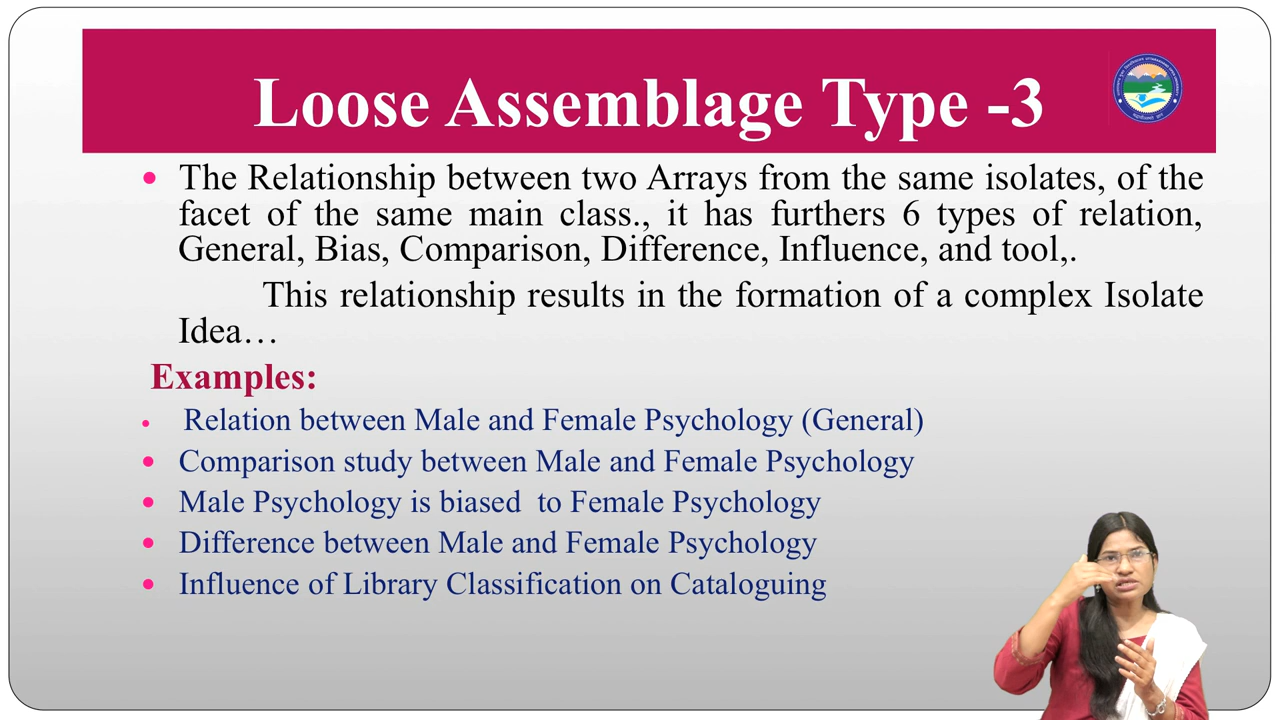 Loose Assemblage Type -3
• The Relationship between two Arrays from the same isolates, of the
facet of the same main class., it has furthers 6 types of relation,
General, Bias, Comparison, Difference, Influence, and tool,.
This relationship results in the formation of a complex Isolate
Idea…
Examples:
• Relation between Male and Female Psychology (General)
• Comparison study between Male and Female Psychology
• Male Psychology is biased to Female Psychology
• Difference between Male and Female Psychology
• Influence of Library Classification on Cataloguing